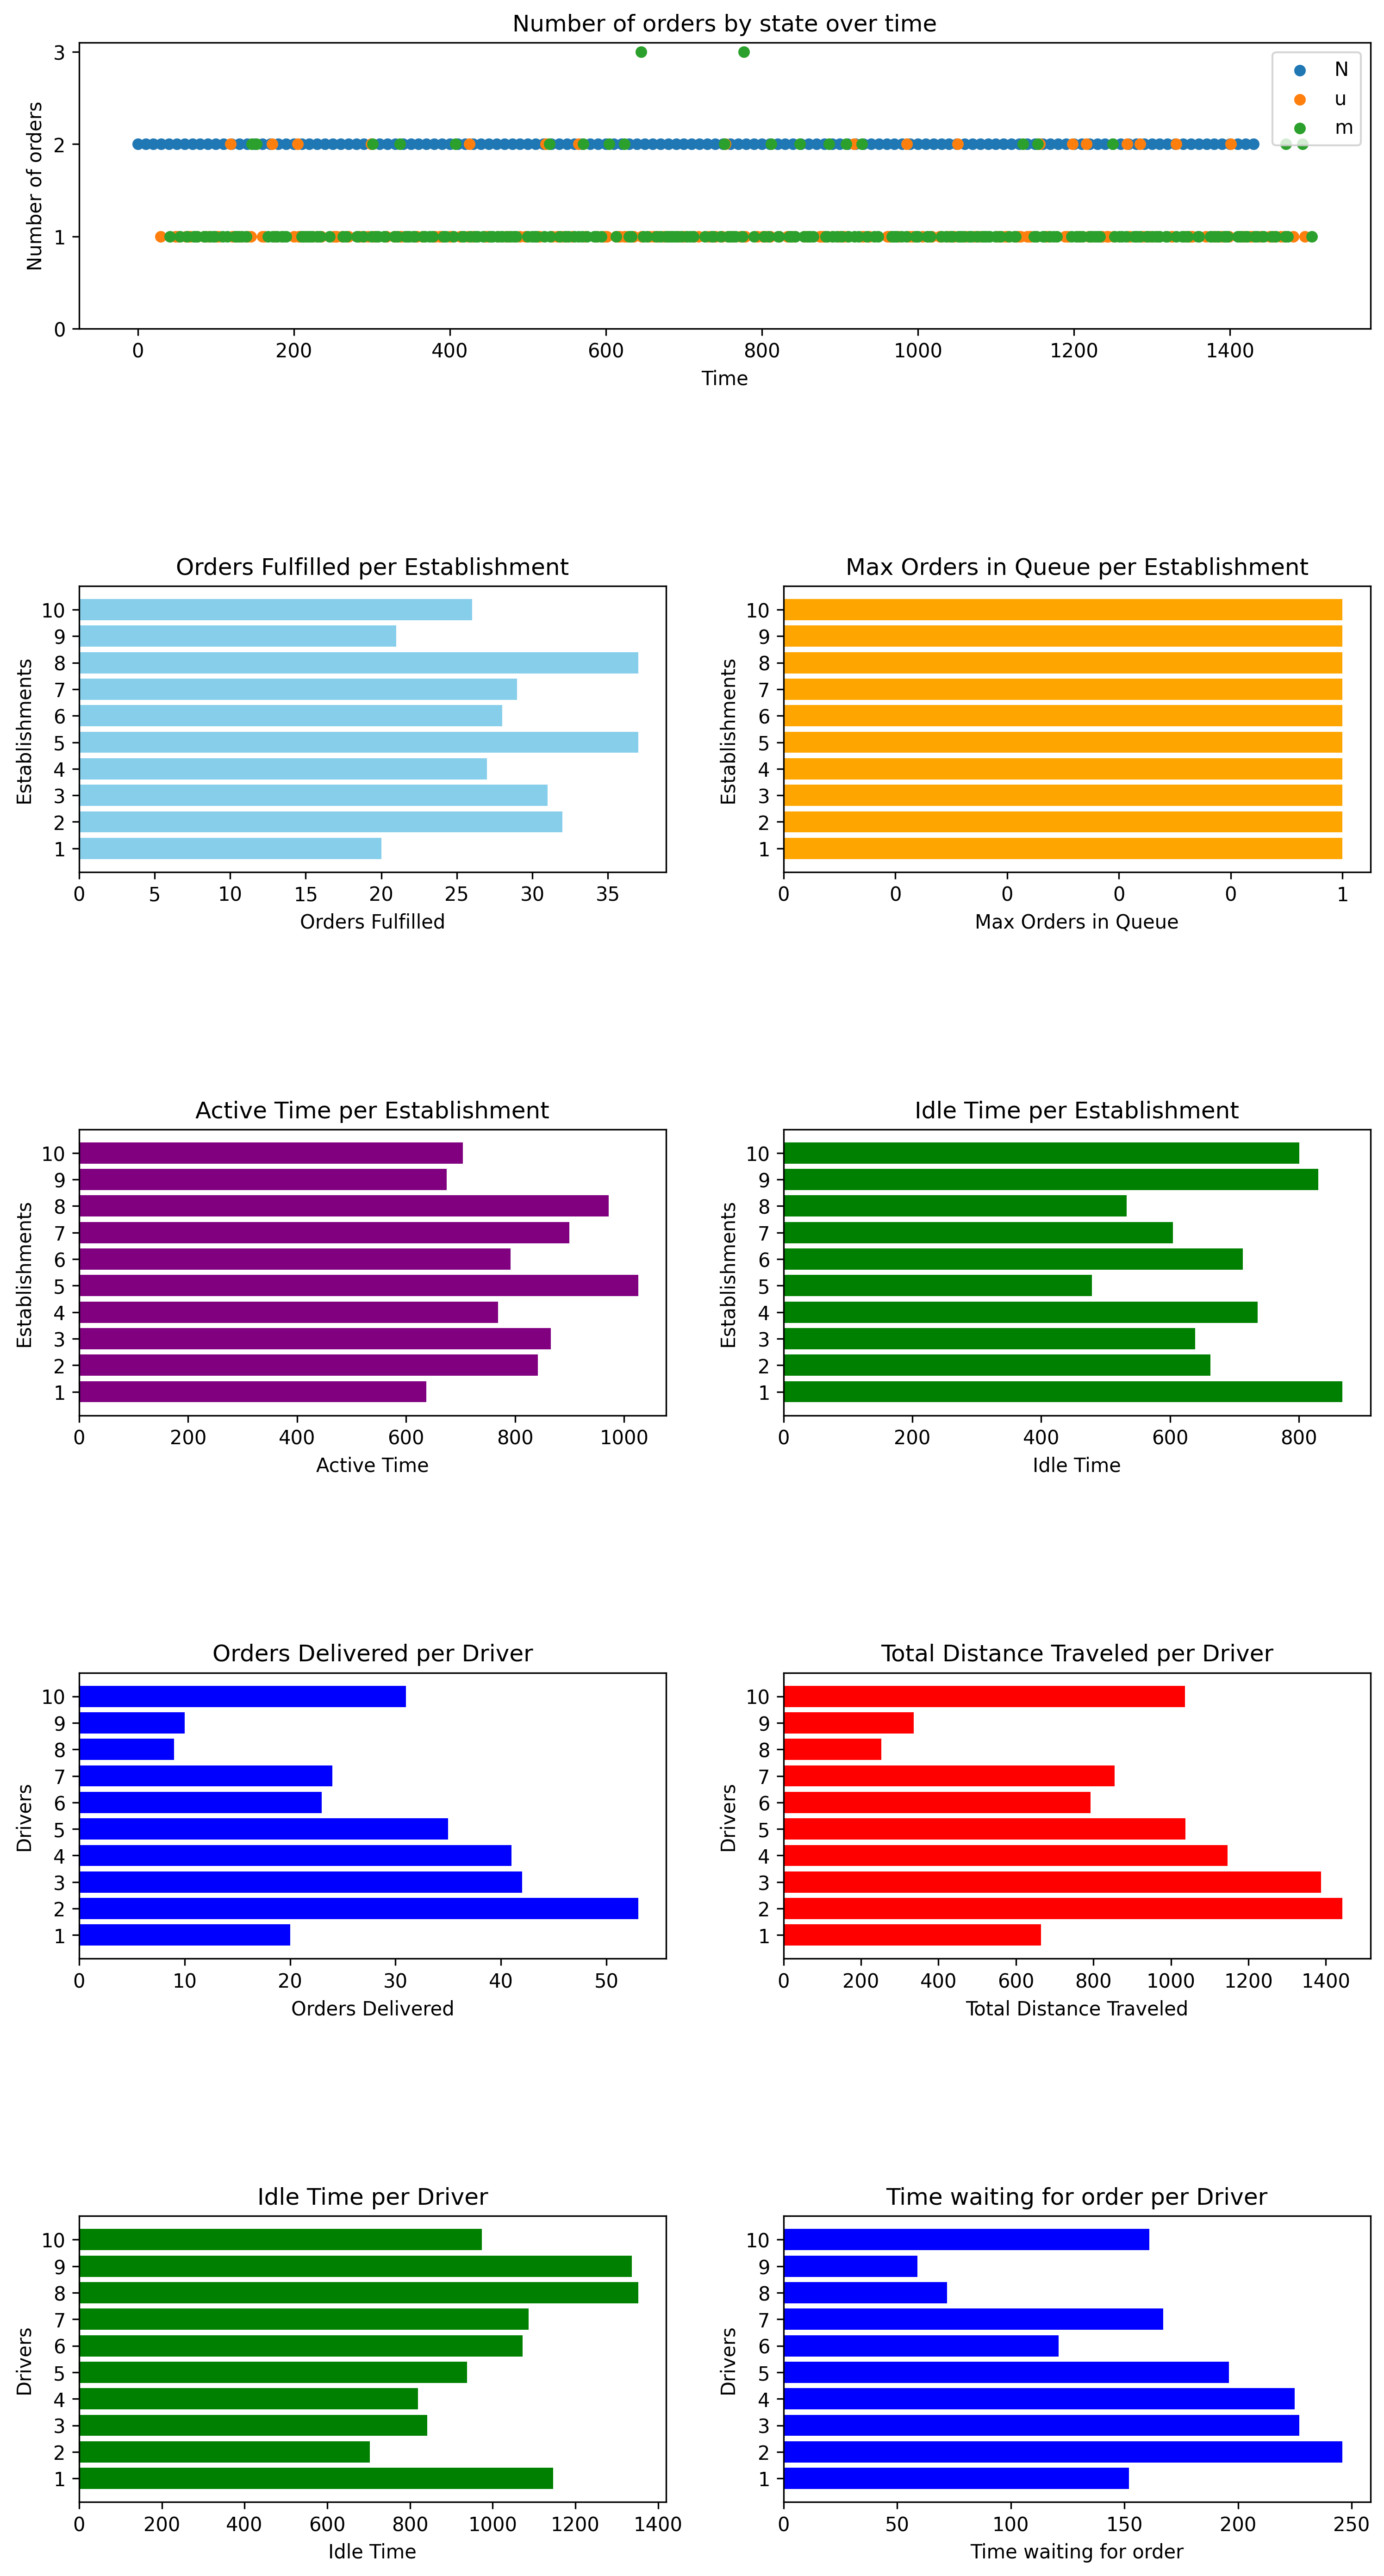 Number of orders by state over time
Number of orders
3
2
1
0
N
u
m
0 200 400 600 800 1000 1200 1400
Time
Orders Fulfilled per Establishment
Establishments
10
9
8
7
6
5
4
3
2
1
0 5 10 15 20 25 30 35
Orders Fulfilled
Max Orders in Queue per Establishment
Establishments
10
9
8
7
6
5
4
3
2
1
0 0 0 0 0 1
Max Orders in Queue
Active Time per Establishment
Establishments
10
9
8
7
6
5
4
3
2
1
0 200 400 600 800 1000
Active Time
Idle Time per Establishment
Establishments
10
9
8
7
6
5
4
3
2
1
0 200 400 600 800
Idle Time
Orders Delivered per Driver
Drivers
10
9
8
7
6
5
4
3
2
1
0 10 20 30 40 50
Orders Delivered
Total Distance Traveled per Driver
Drivers
10
9
8
7
6
5
4
3
2
1
0 200 400 600 800 1000 1200 1400
Total Distance Traveled
Idle Time per Driver
Drivers
10
9
8
7
6
5
4
3
2
1
0 200 400 600 800 1000 1200 1400
Idle Time
Time waiting for order per Driver
Drivers
10
9
8
7
6
5
4
3
2
1
0 50 100 150 200 250
Time waiting for order